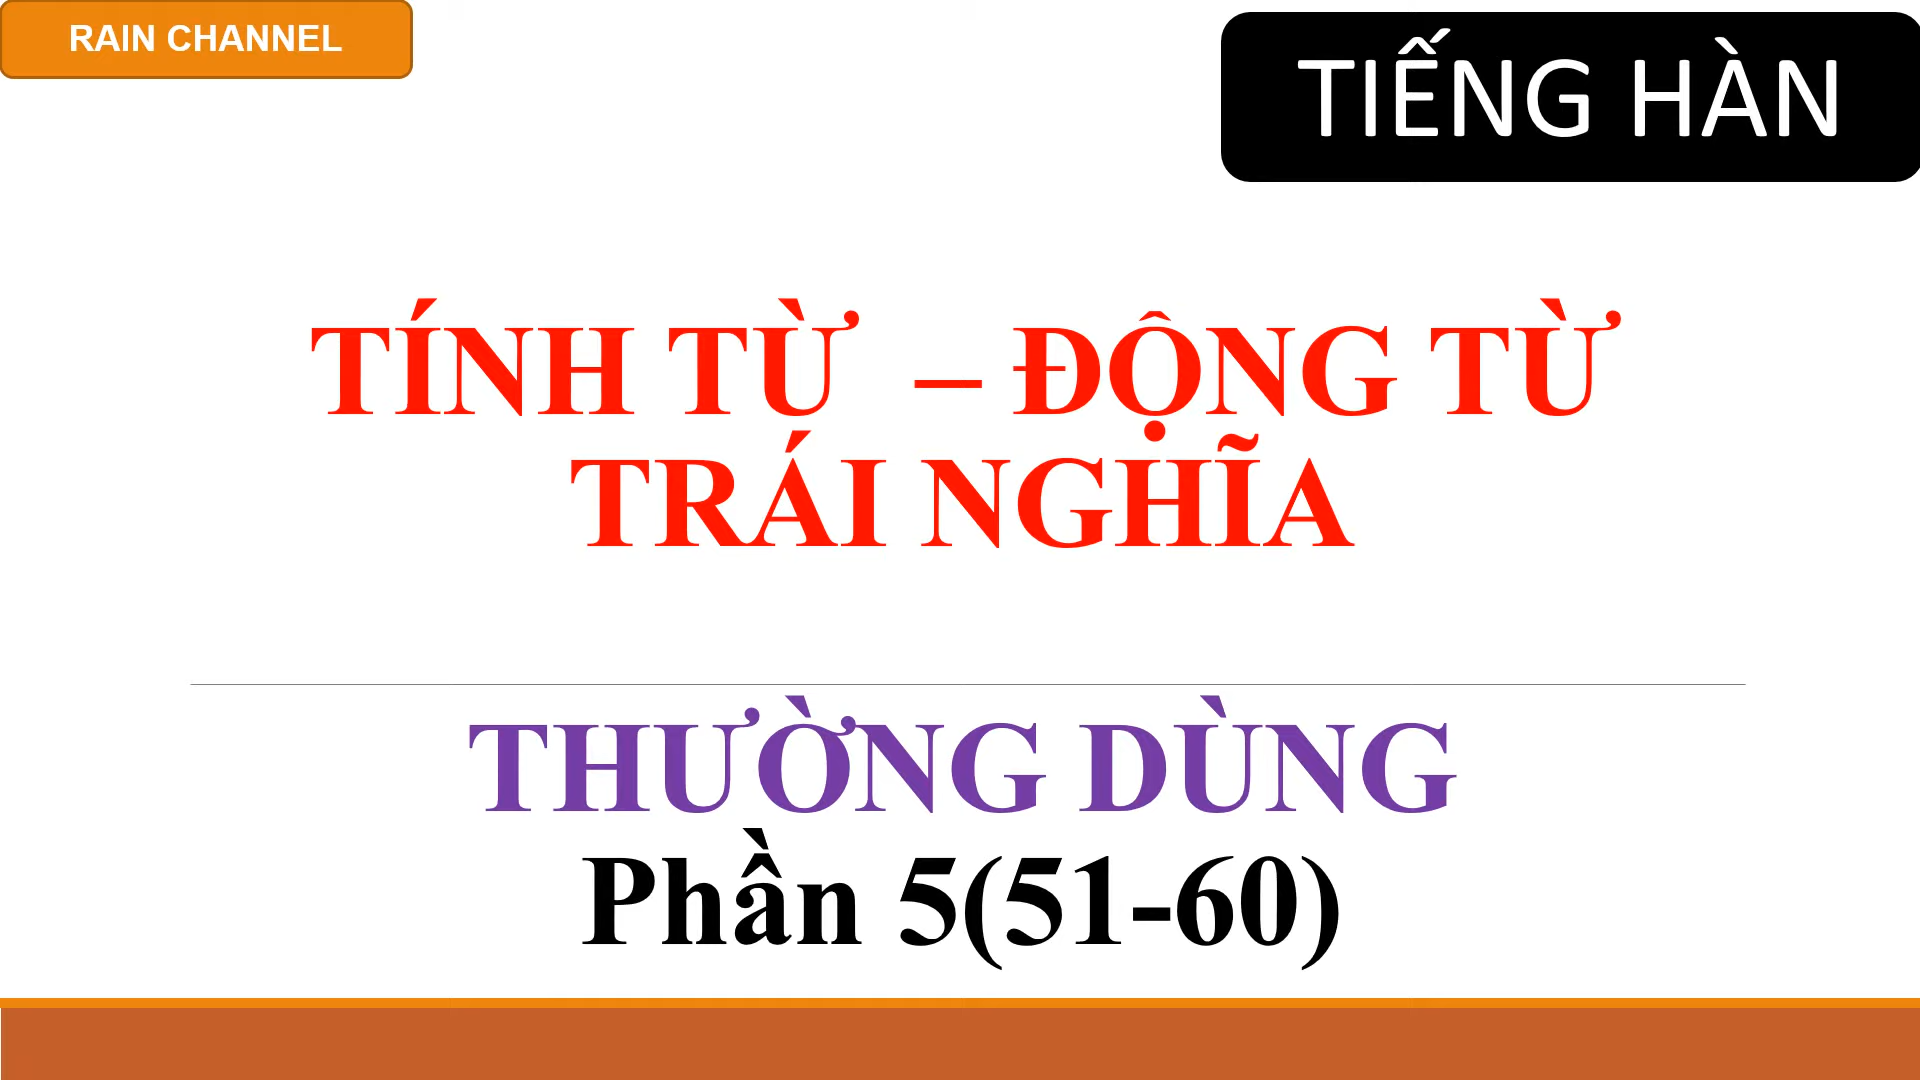 RAIN CHANNEL
TIẾNG HÀN
TÍNH TỪ – ĐỘNG TỪ
TRÁI NGHĨA
THƯỜNG DÙNG
Phần 5(51-60)